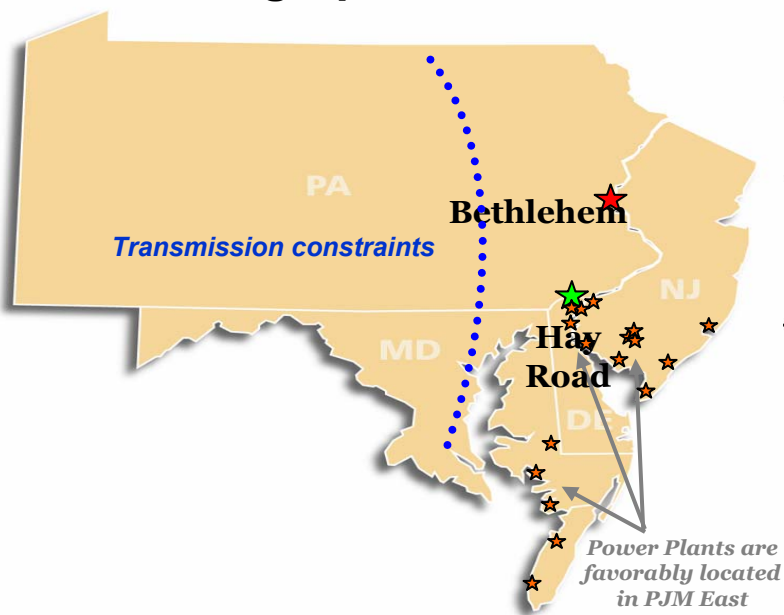 PA
Bethlehem
Transmission constraints
NJ
MD
Hay
Road
DE
Power Plants are
favorably located
in PJM East